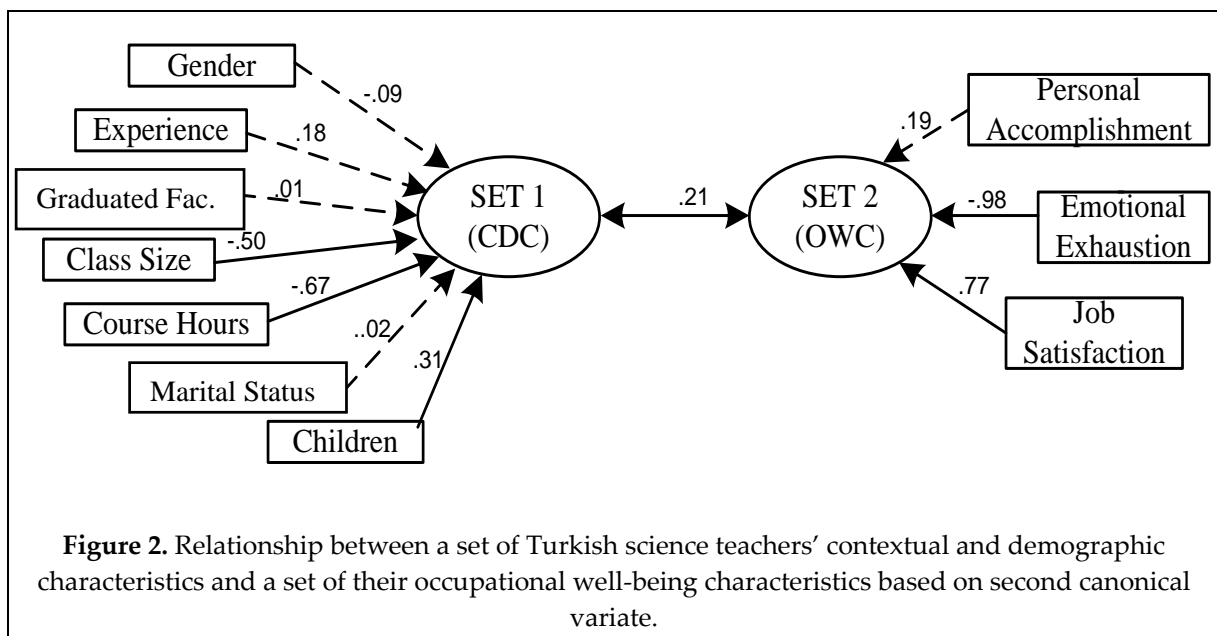 Gender
-.09
Experience
.18
Graduated Fac.
.01
Class Size
-.50
Course Hours
-.67
Marital Status
..02
Children
.31
SET 1
(CDC)
.21
SET 2
(OWC)
Personal
Accomplishment
.19
Emotional
Exhaustion
-.98
Job
Satisfaction
.77
Figure 2. Relationship between a set of Turkish science teachers’ contextual and demographic
characteristics and a set of their occupational well-being characteristics based on second canonical
variate.